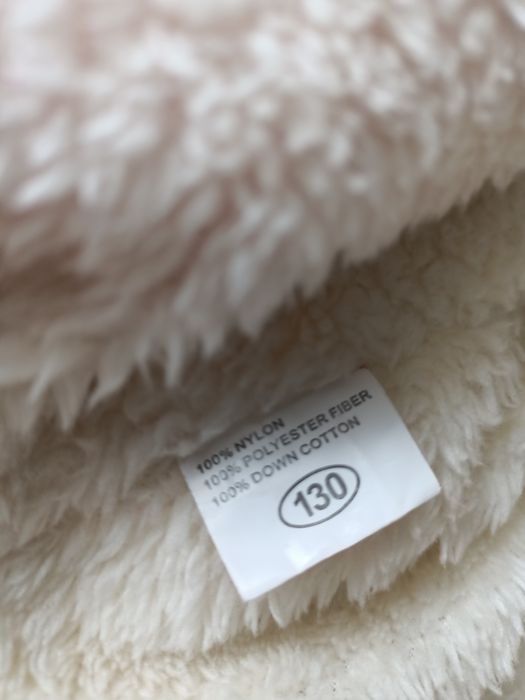 100% NYLON
100% POLYESTER FIBER
100% DOWN COTTON
130